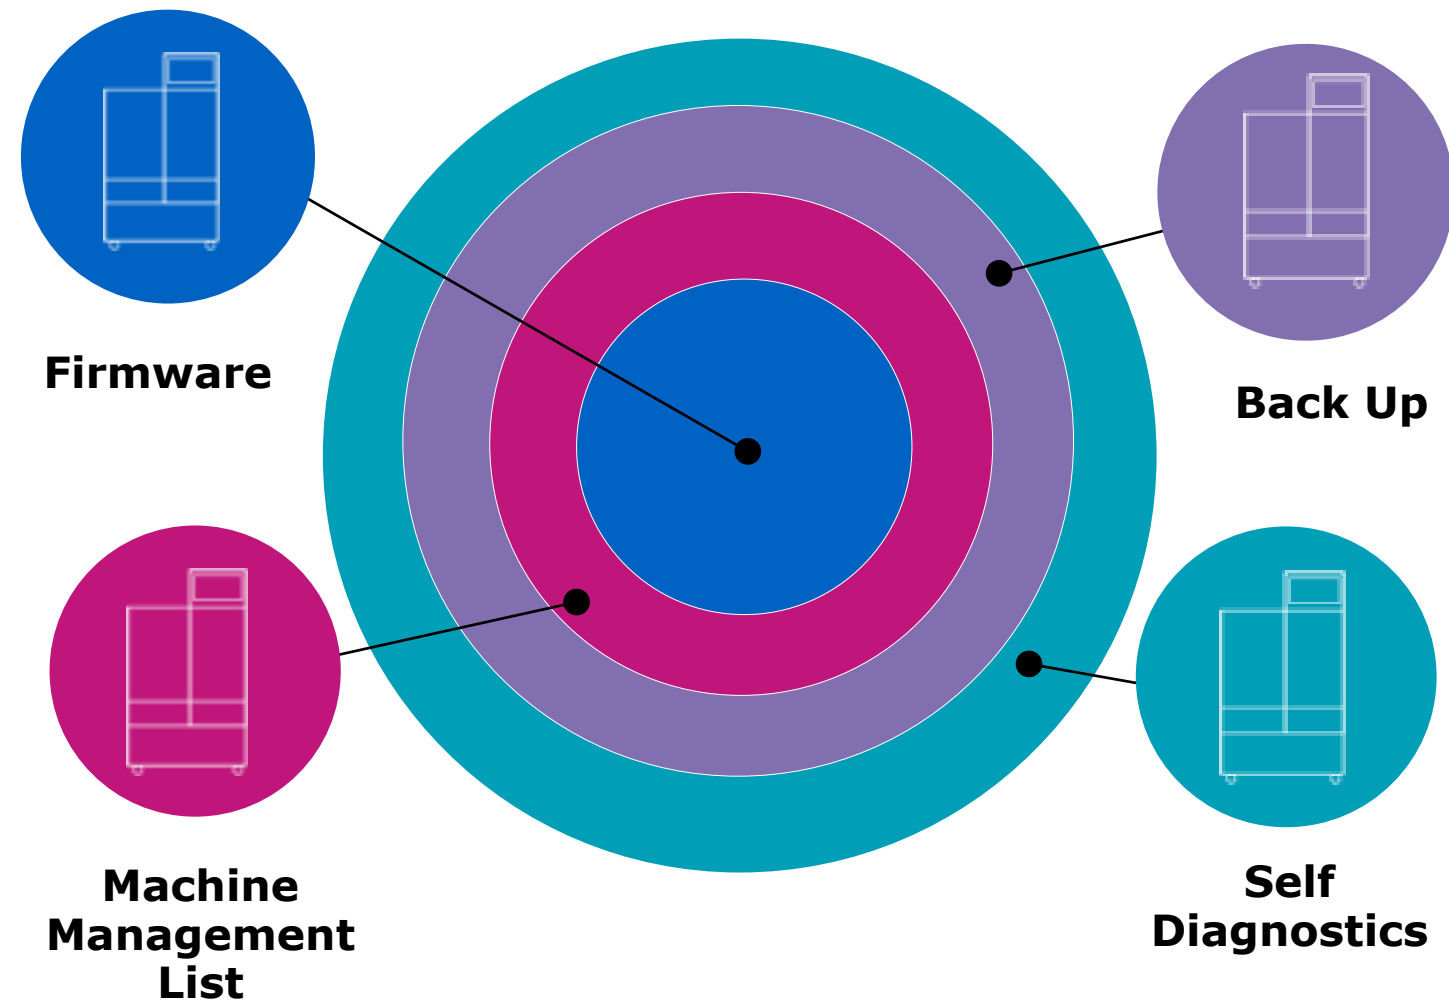 Firmware
Back Up
Machine
Management
List
Self
Diagnostics